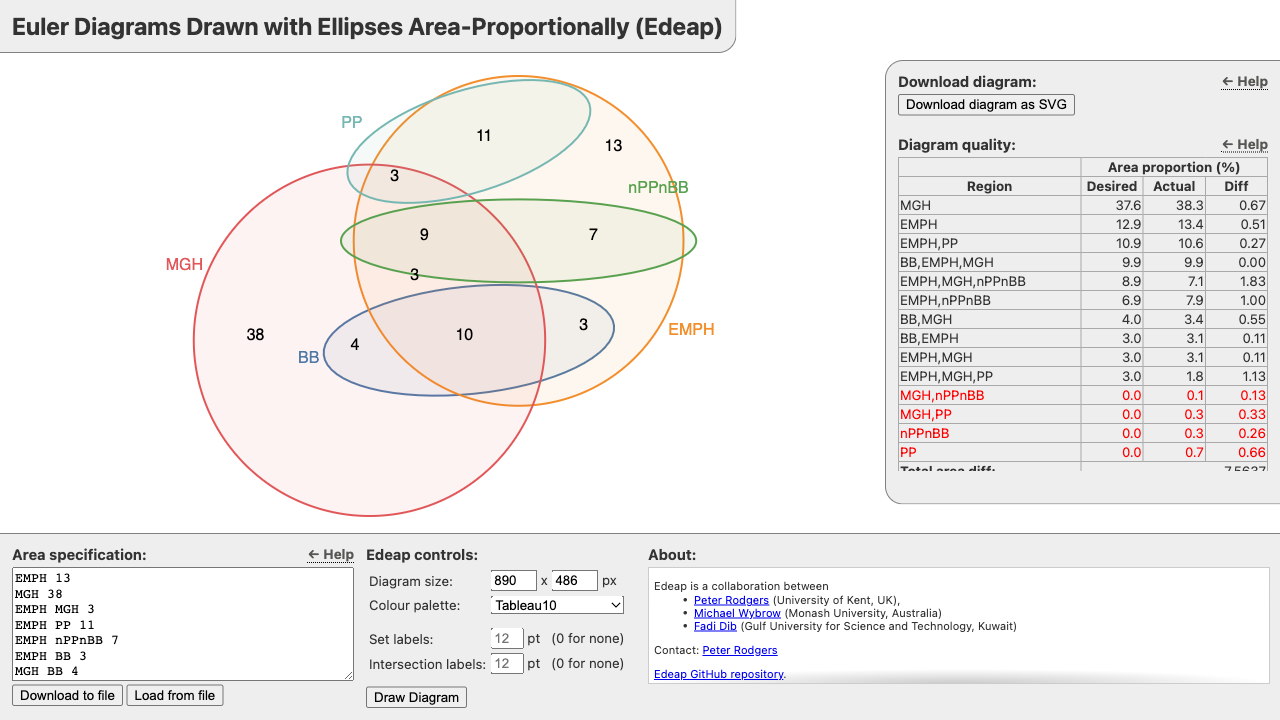 Euler Diagrams Drawn with Ellipses Area-Proportionally (Edeap)
PP
11
13
3
nPPnBB
9
7
MGH
3
38
4
10
3
BB
EMPH
Download diagram:
← Help
Download diagram as SVG
Diagram quality:
← Help
Area proportion (%)
Region Desired Actual Diff
MGH 37.6 38.3 0.67
EMPH 12.9 13.4 0.51
EMPH,PP 10.9 10.6 0.27
BB,EMPH,MGH 9.9 9.9 0.00
EMPH,MGH,nPPnBB 8.9 7.1 1.83
EMPH,nPPnBB 6.9 7.9 1.00
BB,MGH 4.0 3.4 0.55
BB,EMPH 3.0 3.1 0.11
EMPH,MGH 3.0 3.1 0.11
EMPH,MGH,PP 3.0 1.8 1.13
MGH,nPPnBB 0.0 0.1 0.13
MGH,PP 0.0 0.3 0.33
nPPnBB 0.0 0.3 0.26
PP 0.0 0.7 0.66
Total area diff: 7.5637
Area specification:
← Help
EMPH 13
MGH 38
EMPH MGH 3
EMPH PP 11
EMPH nPPnBB 7
EMPH BB 3
MGH BB 4
Download to file
Load from file
Edeap controls:
Diagram size: 890 x 486 px
Colour palette: Tableau10
Set labels: 12 pt (0 for none)
Intersection labels: 12 pt (0 for none)
Draw Diagram
About:
Edeap is a collaboration between
• Peter Rodgers (University of Kent, UK),
• Michael Wybrow (Monash University, Australia)
• Fadi Dib (Gulf University for Science and Technology, Kuwait)
Contact: Peter Rodgers
Edeap GitHub repository.